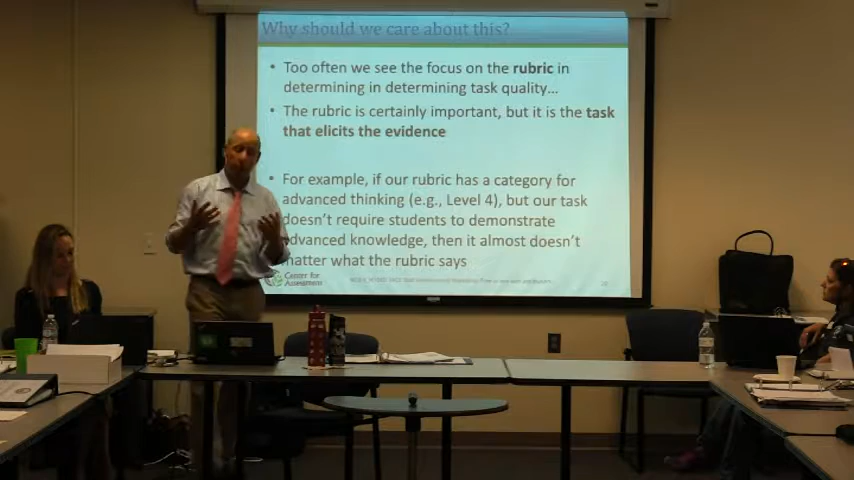 Why should we care about this?
• Too often we see the focus on the rubric in
determining in determining task quality...
• The rubric is certainly important, but it is the task
that elicits the evidence
• For example, if our rubric has a category for
advanced thinking (e.g., Level 4), but our task
doesn't require students to demonstrate
advanced knowledge, then it almost doesn't
matter what the rubric says
Center for
Assessment